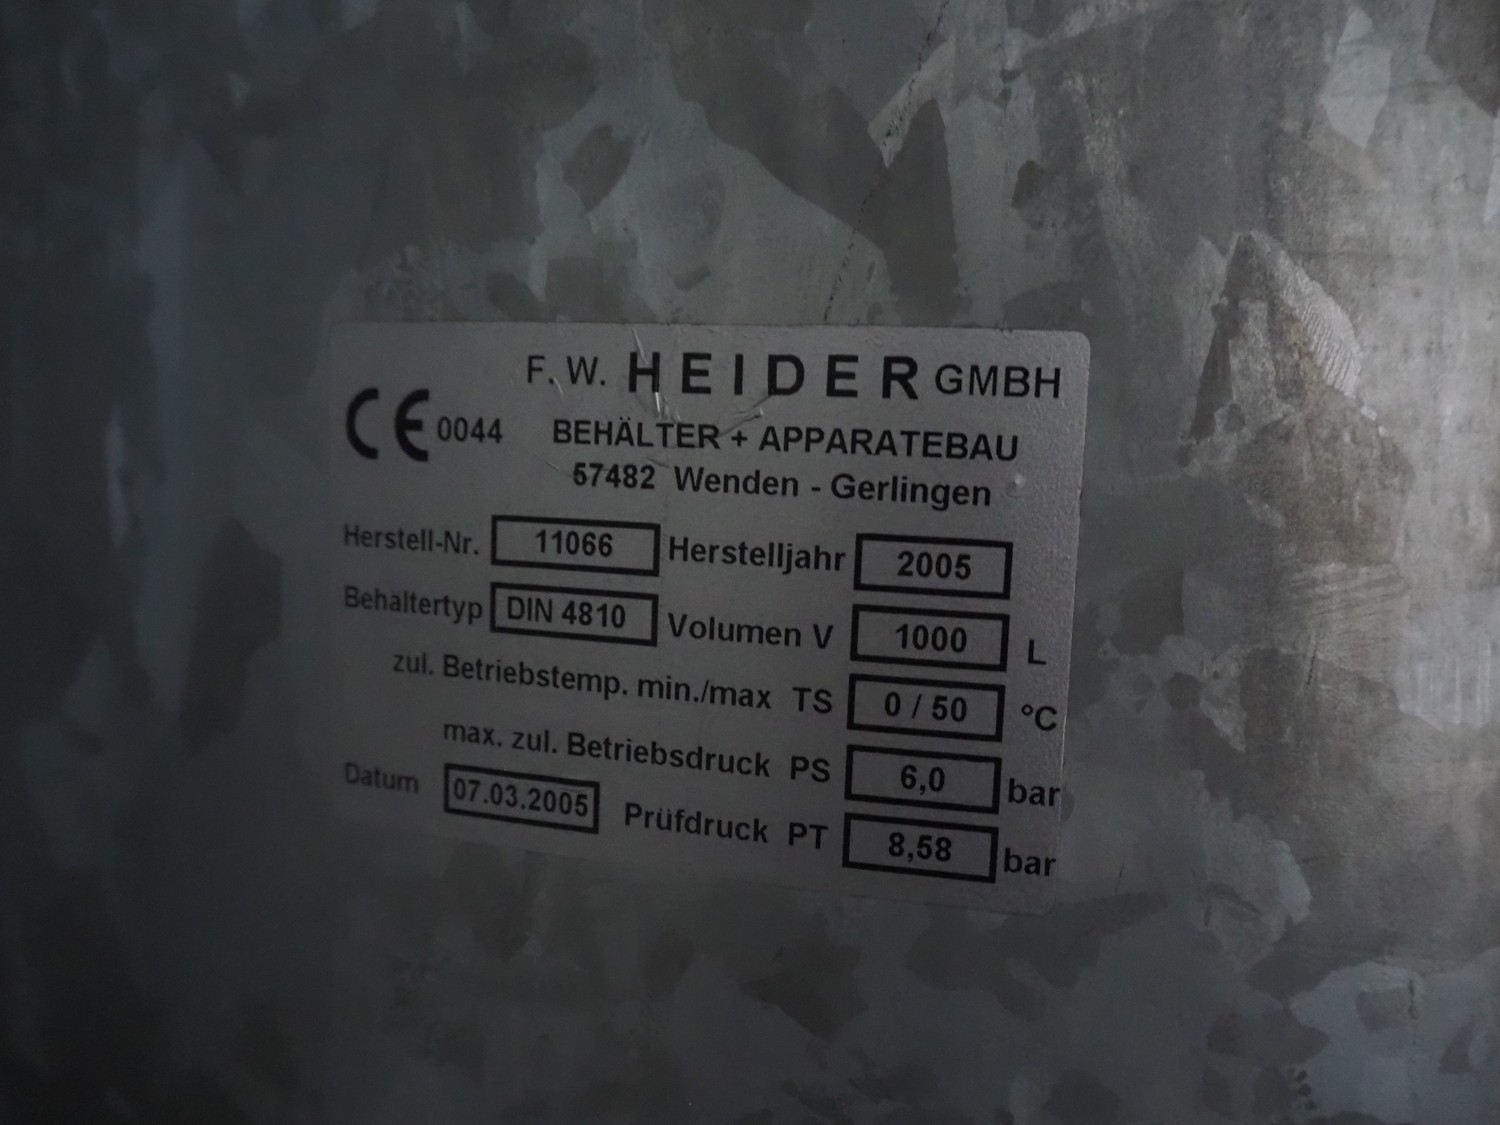 F. W. HEIDER GMBH
CE 0044 BEHÄLTER + APPARATEBAU
57482 Wenden - Gerlingen
Herstell-Nr. 11066 Herstelljahr 2005
Behältertyp DIN 4810 Volumen V 1000 L
zul. Betriebstemp. min./max TS 0 / 50 °C
max. zul. Betriebsdruck PS 6,0 bar
Datum 07.03.2005 Prüfdruck PT 8,58 bar